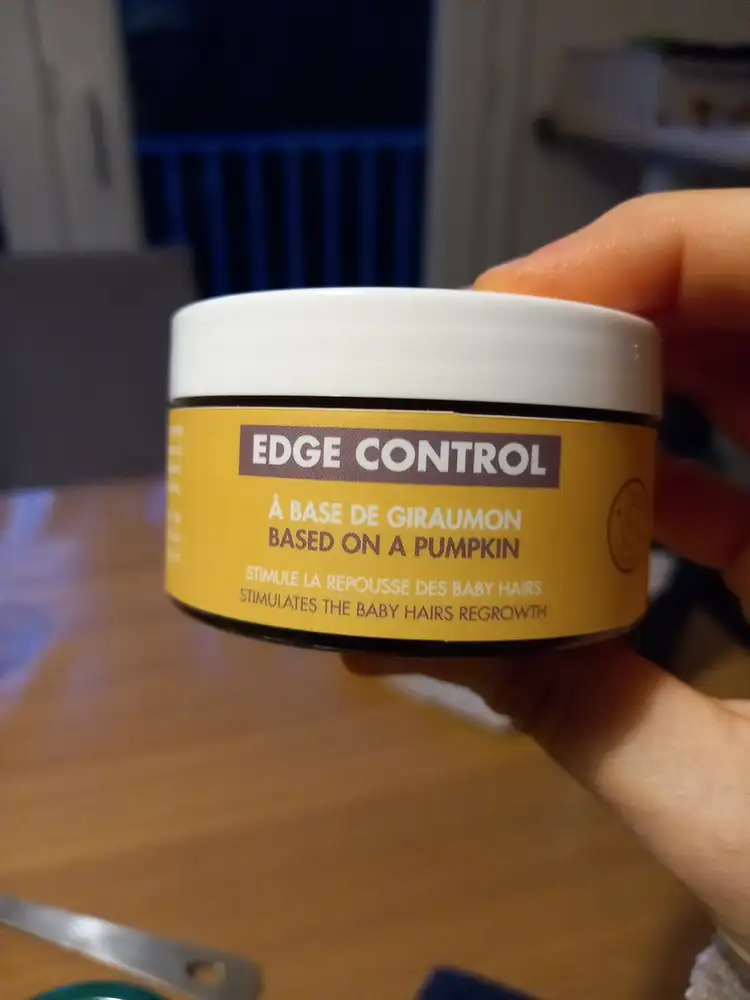 EDGE CONTROL
À BASE DE GIRAUMON
BASED ON A PUMPKIN
STIMULE LA REPOUSSE DES BABY HAIRS
STIMULATES THE BABY HAIRS REGROWTH